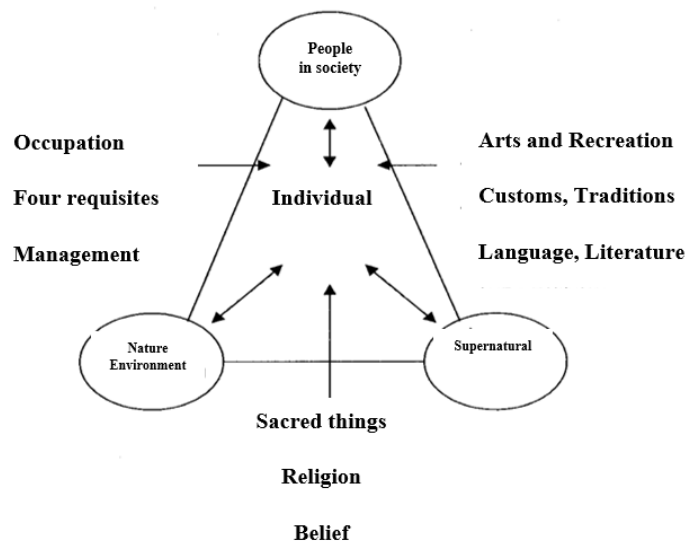 People
in society
Occupation
Four requisites
Management
Individual
Arts and Recreation
Customs, Traditions
Language, Literature
Nature
Environment
Supernatural
Sacred things
Religion
Belief